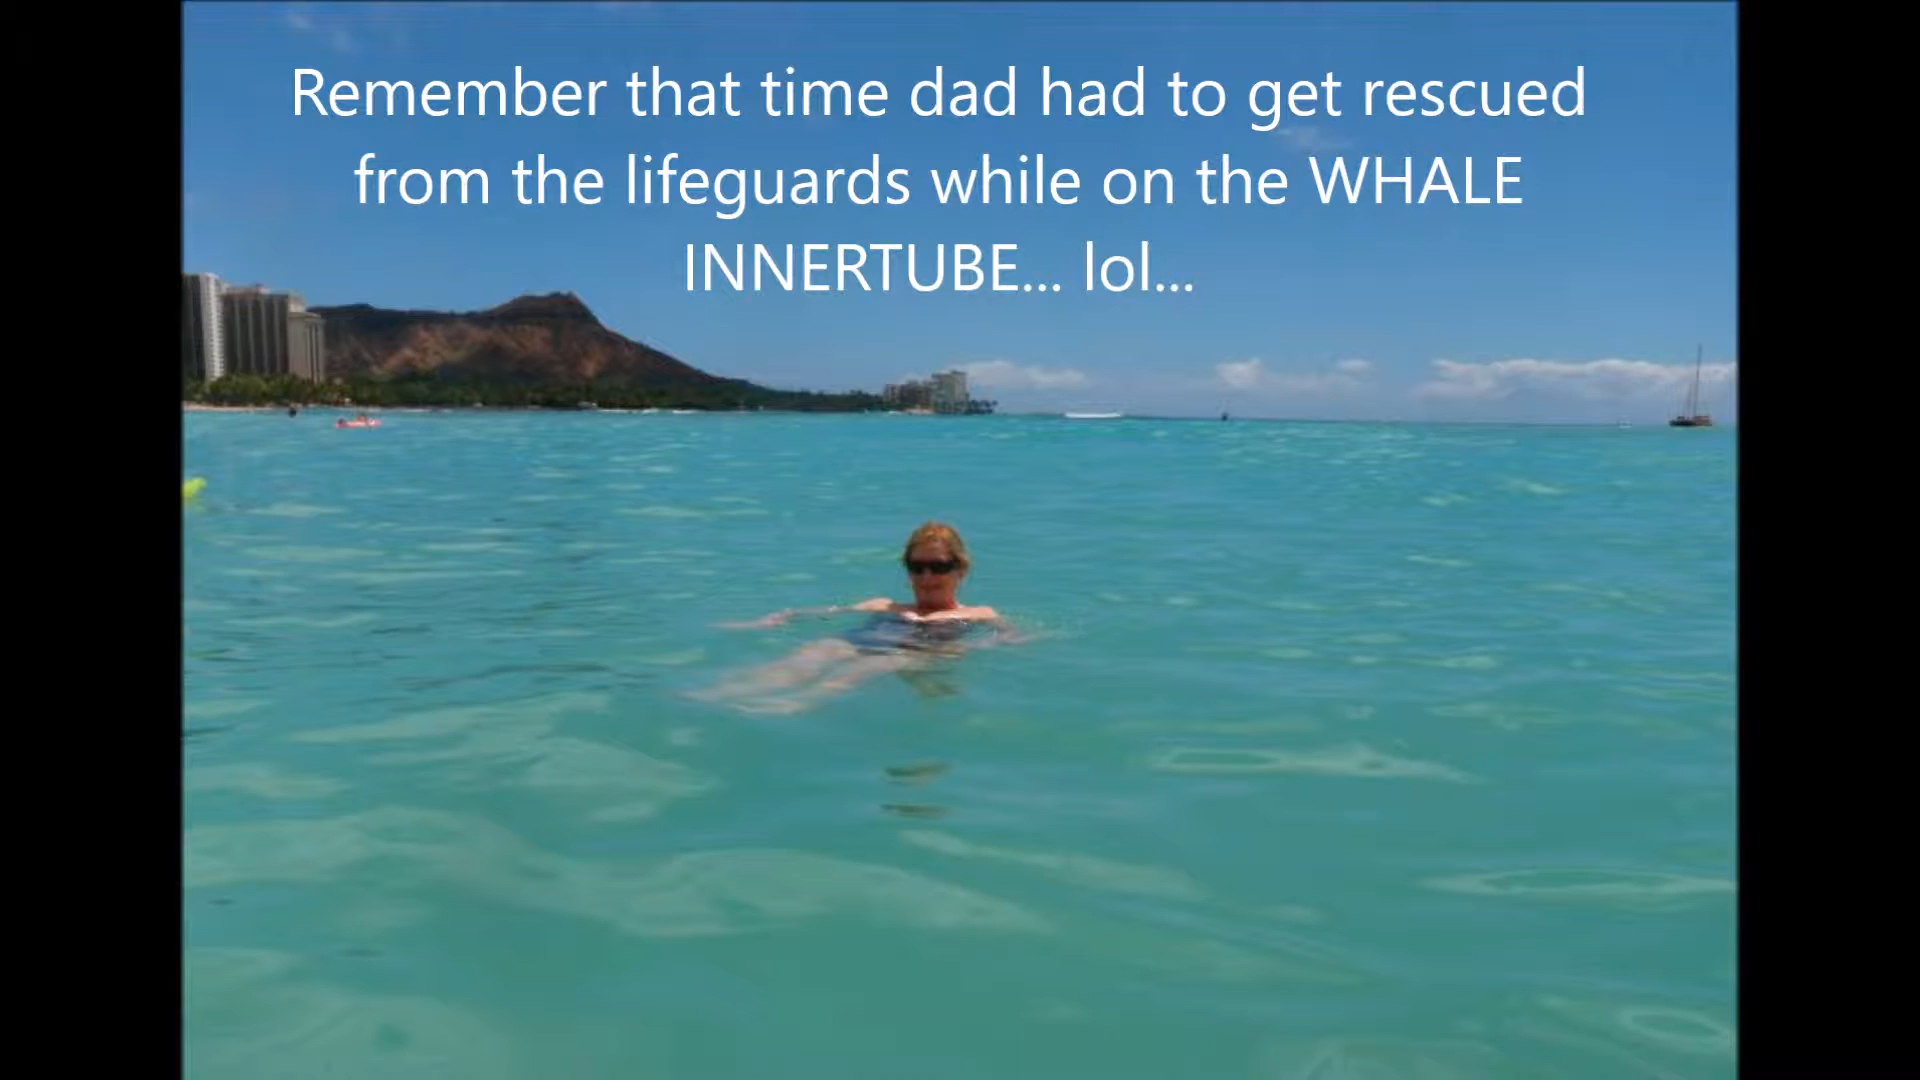 Remember that time dad had to get rescued
from the lifeguards while on the WHALE
INNERTUBE... lol...